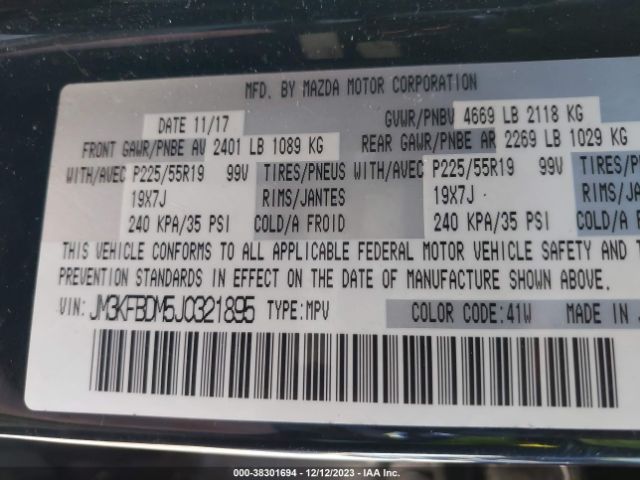 MFD. BY MAZDA MOTOR CORPORATION
DATE 11/17 GVWR/PNBV 4669 LB 2118 KG
FRONT GAWR/PNBE AV 2401 LB 1089 KG REAR GAWR/PNBE AR 2269 LB 1029 KG
WITH/AVEC P225/55R19 99V TIRES/PNEUS WITH/AVEC P225/55R19 99V TIRES/PN
19X7J RIMS/JANTES 19X7J RIMS/JA
240 KPA/35 PSI COLD/A FROID 240 KPA/35 PSI COLD/A
THIS VEHICLE CONFORMS TO ALL APPLICABLE FEDERAL MOTOR VEHICLE SAFETY AND T
PREVENTION STANDARDS IN EFFECT ON THE DATE OF MANUFACTURE SHOWN ABOVE.
VIN: JM3KFBDM5J0321895 TYPE:MPV COLOR CODE:41W MADE IN J
000-38301694 - 12/12/2023 - IAA Inc.